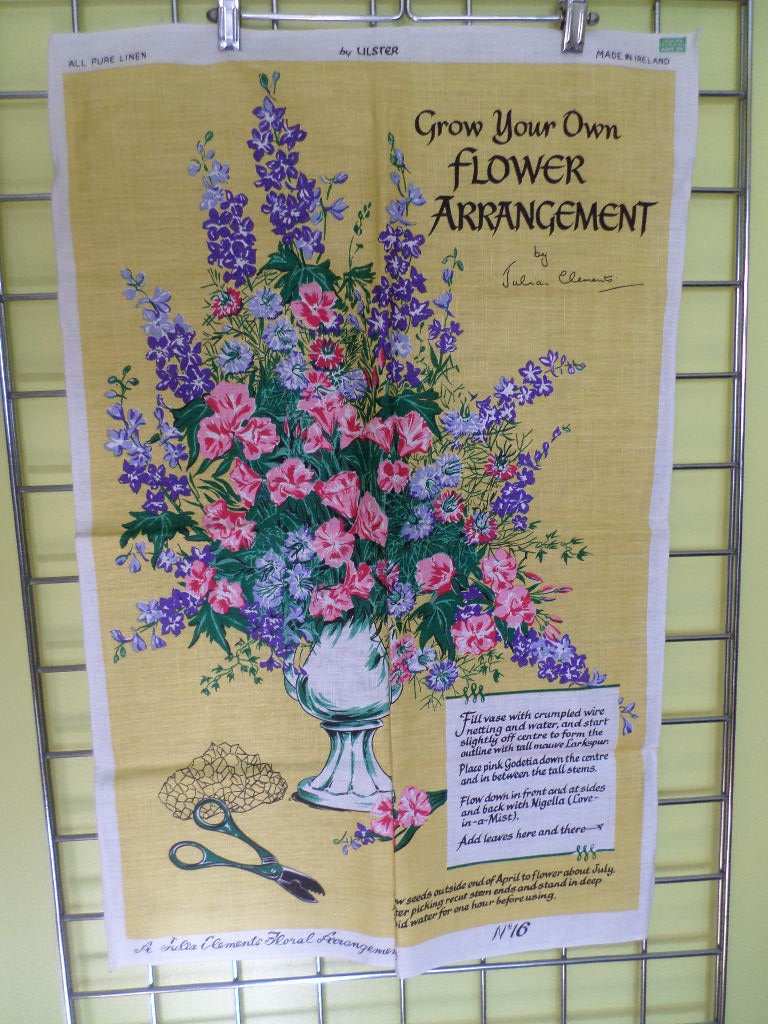 ALL PURE LINEN
by ULSTER
MADE IN IRELAND
Grow Your Own
FLOWER
ARRANGEMENT
by
Julia Clements
Fill vase with crumpled wire
netting and water, and start
slightly off centre to form the
outline with tall mauve Larkspur.
Place pink Godetia down the centre
and in between the tall stems.
Flow down in front and at sides
and back with Nigella (Love-
in-a-Mist).
Add leaves here and there
w seeds outside end of April to flower about July.
ter picking recut stem ends and stand in deep
id water for one hour before using.
A Julia Clements Floral Arrangemen
Nº16